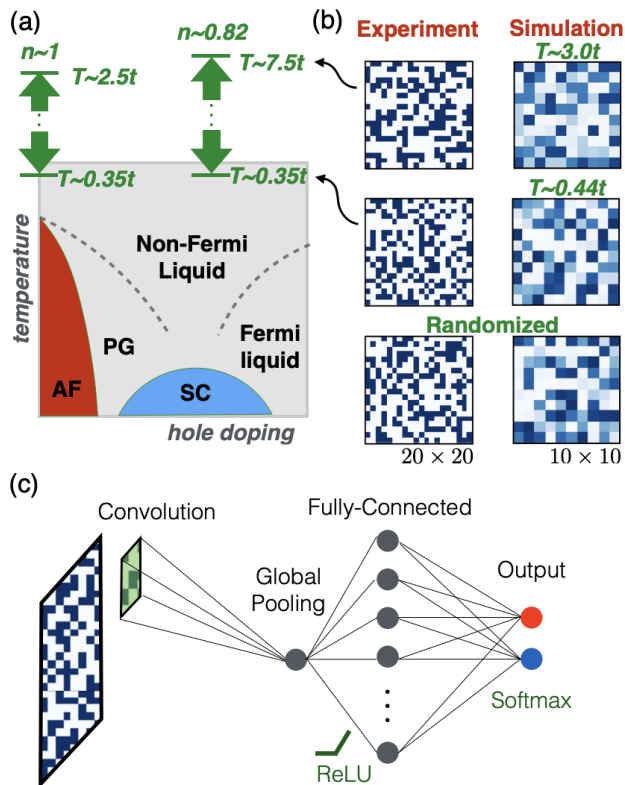 (a)
n~1
T~2.5t
n~0.82
T~7.5t
T~0.35t
T~0.35t
temperature
Non-Fermi
Liquid
PG
Fermi
liquid
AF
SC
hole doping
(b)
Experiment
Simulation
T~3.0t
T~0.44t
Randomized
20 × 20
10 × 10
(c)
Convolution
Fully-Connected
Global
Pooling
Output
Softmax
ReLU